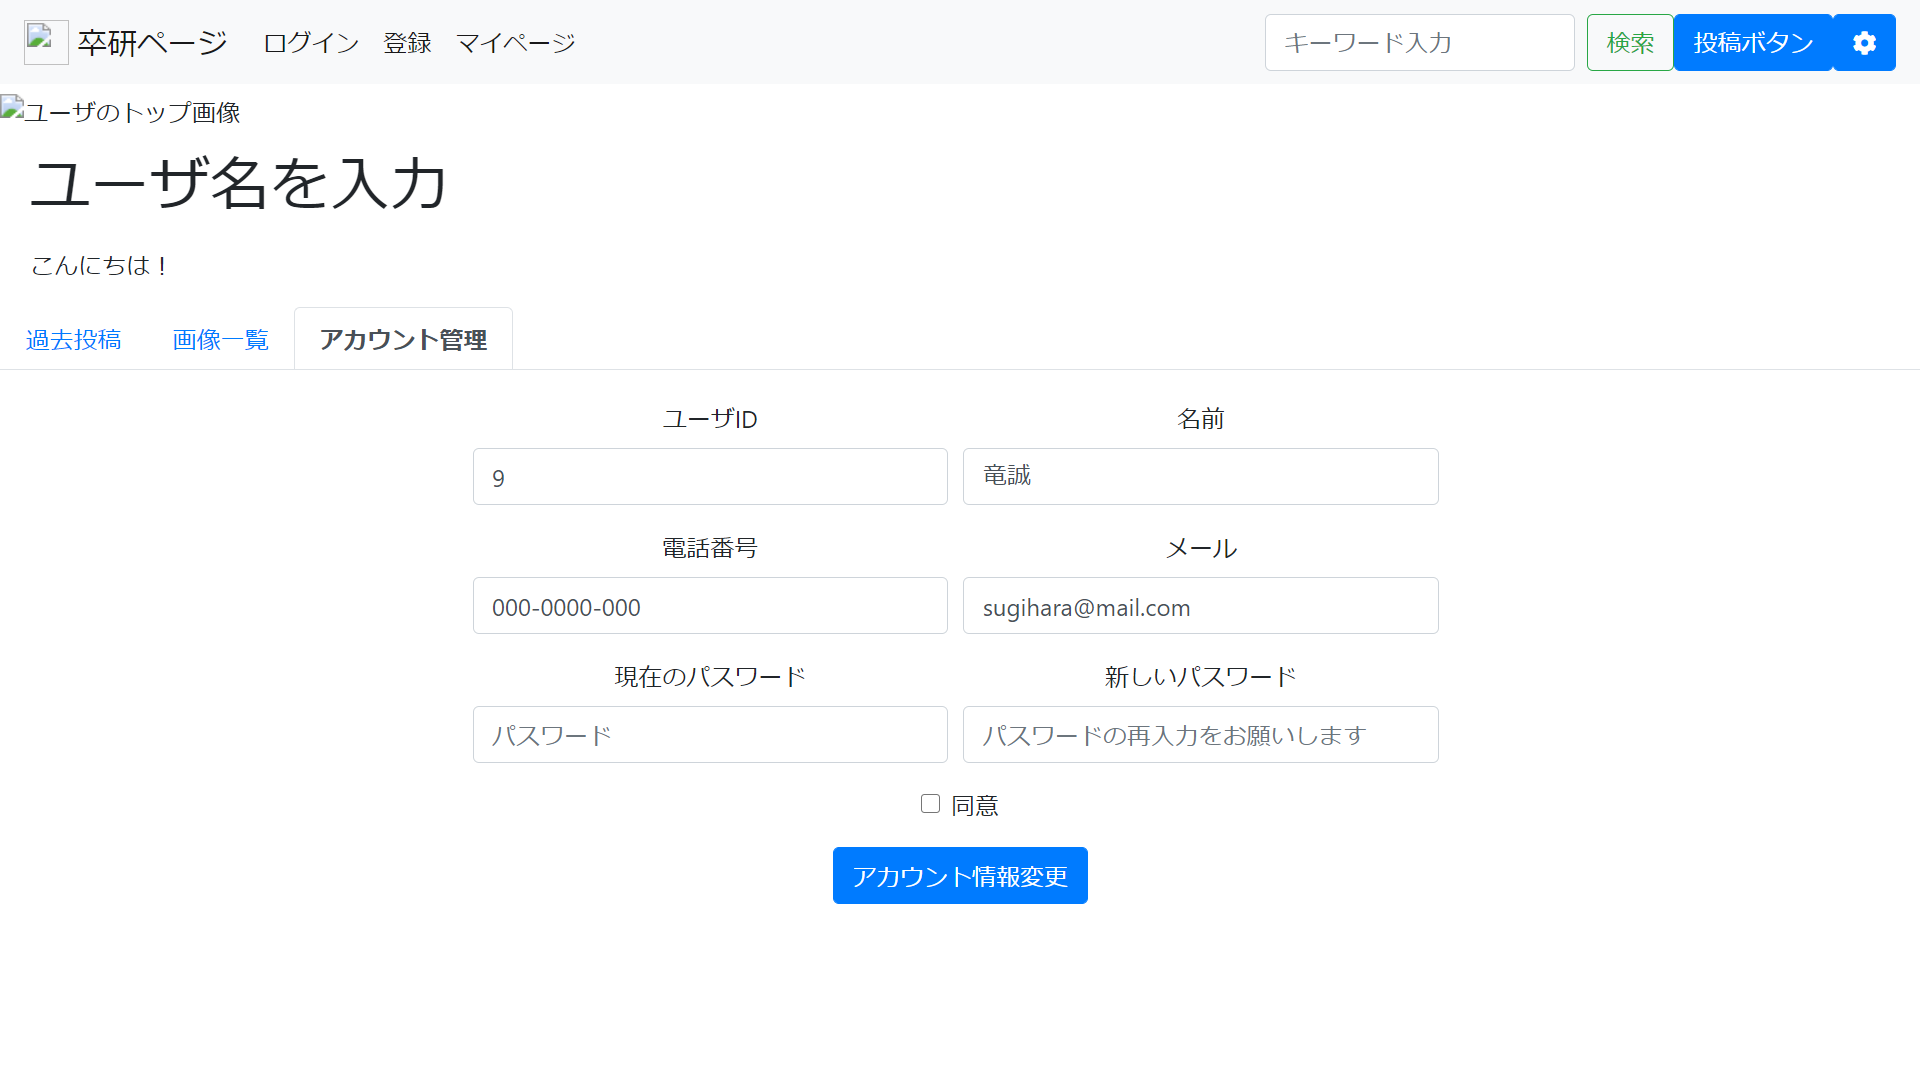 卒研ページ ログイン 登録 マイページ キーワード入力 検索 投稿ボタン
ユーザのトップ画像
ユーザ名を入力
こんにちは！
過去投稿 画像一覧 アカウント管理
ユーザID 名前
9 竜誠
電話番号 メール
000-0000-000 sugihara@mail.com
現在のパスワード 新しいパスワード
パスワード パスワードの再入力をお願いします
同意
アカウント情報変更